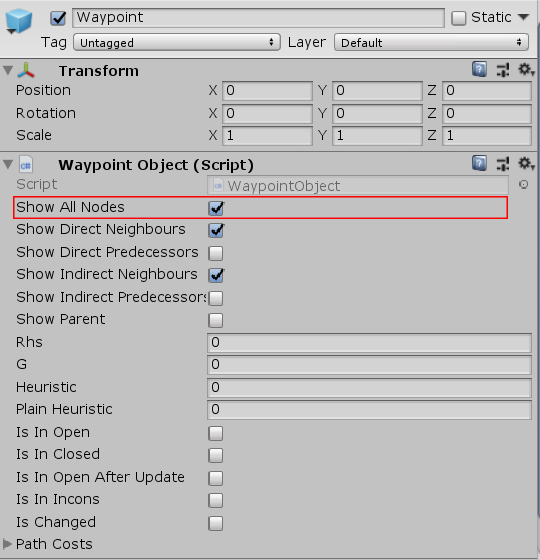 Waypoint Static
Tag Untagged Layer Default
Transform
Position X 0 Y 0 Z 0
Rotation X 0 Y 0 Z 0
Scale X 1 Y 1 Z 1
Waypoint Object (Script)
Script WaypointObject
Show All Nodes
Show Direct Neighbours
Show Direct Predecessors
Show Indirect Neighbours
Show Indirect Predecessors
Show Parent
Rhs 0
G 0
Heuristic 0
Plain Heuristic 0
Is In Open
Is In Closed
Is In Open After Update
Is In Incons
Is Changed
Path Costs